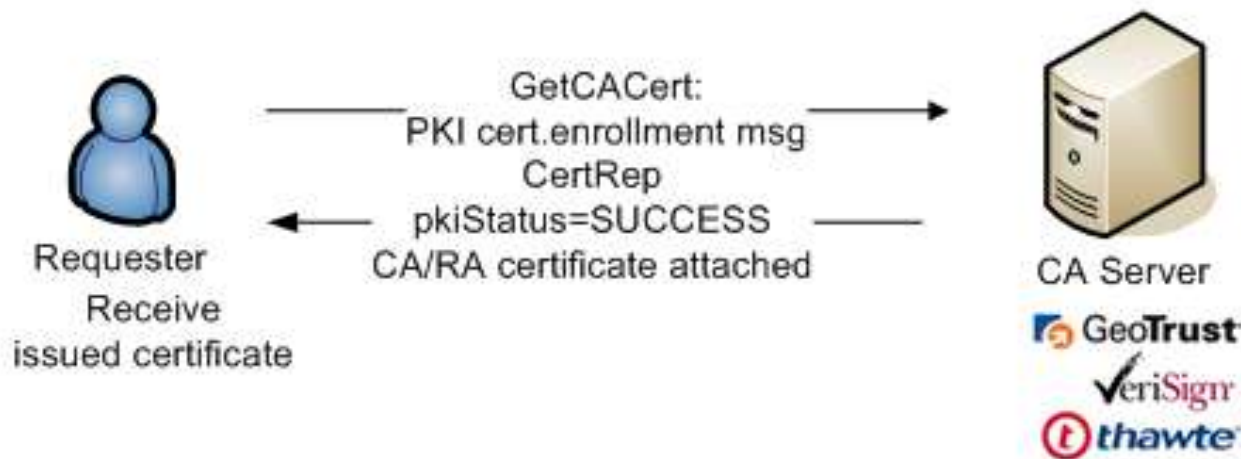 GetCACert:
PKI cert.enrollment msg
CertRep
pkiStatus=SUCCESS
CA/RA certificate attached
Requester
Receive
issued certificate
CA Server
GeoTrust
VeriSign
thawte